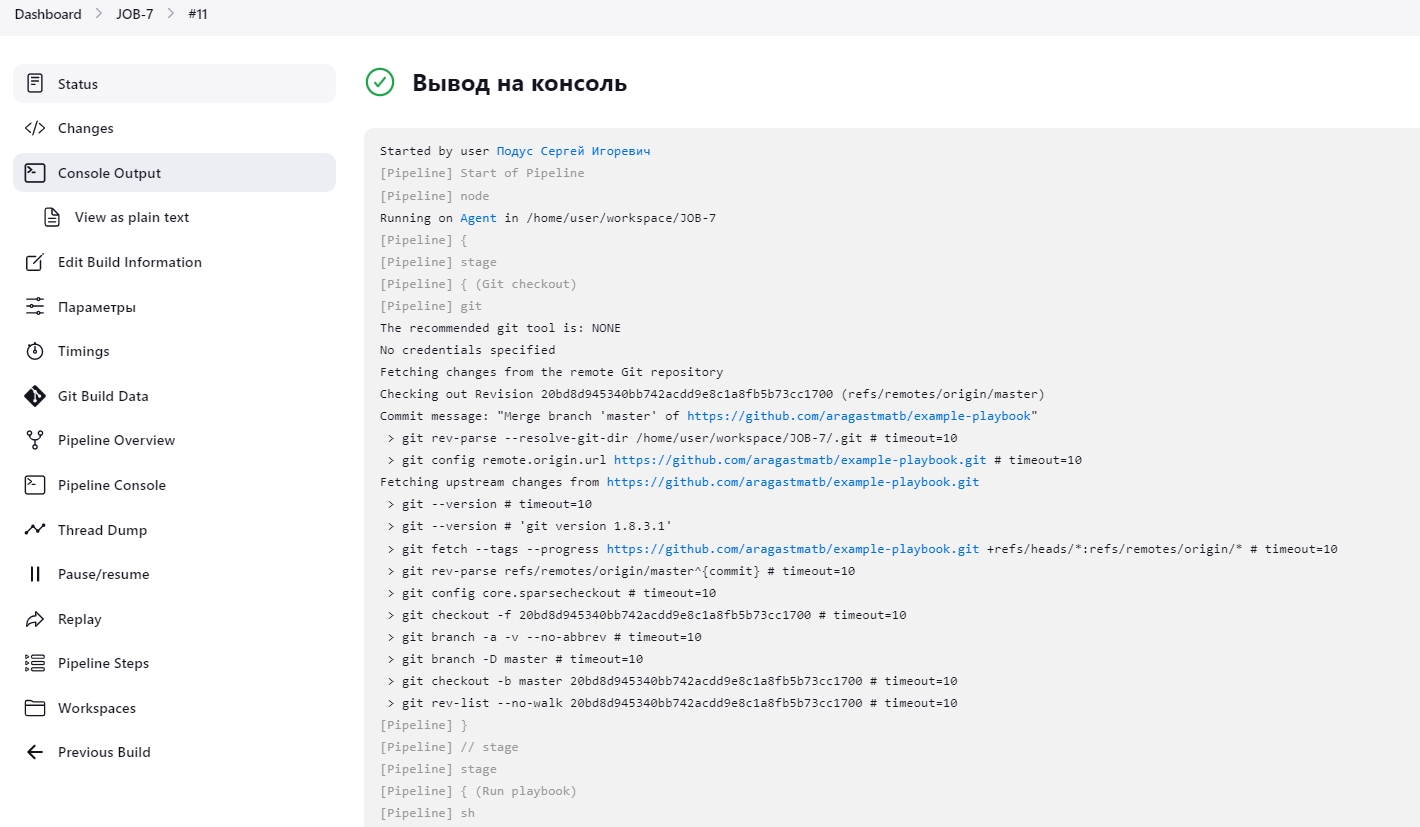 Dashboard > JOB-7 > #11
Status
Changes
Console Output
View as plain text
Edit Build Information
Параметры
Timings
Git Build Data
Pipeline Overview
Pipeline Console
Thread Dump
Pause/resume
Replay
Pipeline Steps
Workspaces
Previous Build
Вывод на консоль
Started by user Подус Сергей Игоревич
[Pipeline] Start of Pipeline
[Pipeline] node
Running on Agent in /home/user/workspace/JOB-7
[Pipeline] {
[Pipeline] stage
[Pipeline] { (Git checkout)
[Pipeline] git
The recommended git tool is: NONE
No credentials specified
Fetching changes from the remote Git repository
Checking out Revision 20bd8d945340bb742acdd9e8c1a8fb5b73cc1700 (refs/remotes/origin/master)
Commit message: "Merge branch 'master' of https://github.com/aragastmatb/example-playbook"
> git rev-parse --resolve-git-dir /home/user/workspace/JOB-7/.git # timeout=10
> git config remote.origin.url https://github.com/aragastmatb/example-playbook.git # timeout=10
Fetching upstream changes from https://github.com/aragastmatb/example-playbook.git
> git --version # timeout=10
> git --version # 'git version 1.8.3.1'
> git fetch --tags --progress https://github.com/aragastmatb/example-playbook.git +refs/heads/*:refs/remotes/origin/* # timeout=10
> git rev-parse refs/remotes/origin/master^{commit} # timeout=10
> git config core.sparsecheckout # timeout=10
> git checkout -f 20bd8d945340bb742acdd9e8c1a8fb5b73cc1700 # timeout=10
> git branch -a -v --no-abbrev # timeout=10
> git branch -D master # timeout=10
> git checkout -b master 20bd8d945340bb742acdd9e8c1a8fb5b73cc1700 # timeout=10
> git rev-list --no-walk 20bd8d945340bb742acdd9e8c1a8fb5b73cc1700 # timeout=10
[Pipeline] }
[Pipeline] // stage
[Pipeline] stage
[Pipeline] { (Run playbook)
[Pipeline] sh